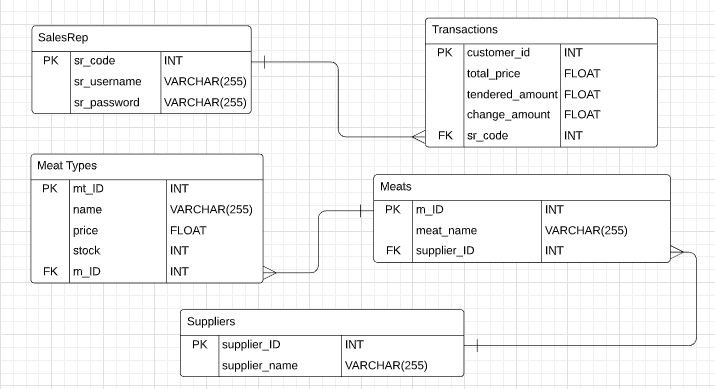 SalesRep
PK sr_code INT
sr_username VARCHAR(255)
sr_password VARCHAR(255)
Transactions
PK customer_id INT
total_price FLOAT
tendered_amount FLOAT
change_amount FLOAT
FK sr_code INT
Meat Types
PK mt_ID INT
name VARCHAR(255)
price FLOAT
stock INT
FK m_ID INT
Meats
PK m_ID INT
meat_name VARCHAR(255)
FK supplier_ID INT
Suppliers
PK supplier_ID INT
supplier_name VARCHAR(255)